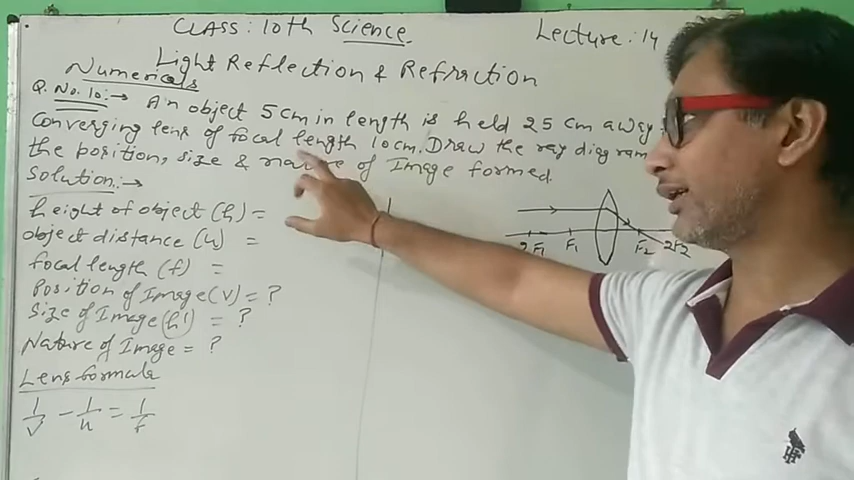 CLASS: 10th Science
Lecture: 14
Light Reflection & Refraction
Numericals
Q. No. 10:→ An object 5cm in length is held 25 cm away
Converging lens of focal length 10cm. Draw the ray diagram
the position, size & nature of Image formed.
Solution:→
height of object (h) =
object distance (u) =
focal length (f) =
Position of Image (v) = ?
Size of Image (h') = ?
Nature of Image = ?
Lens formula
1/v - 1/u = 1/f
2F1 F1 F2 2F2